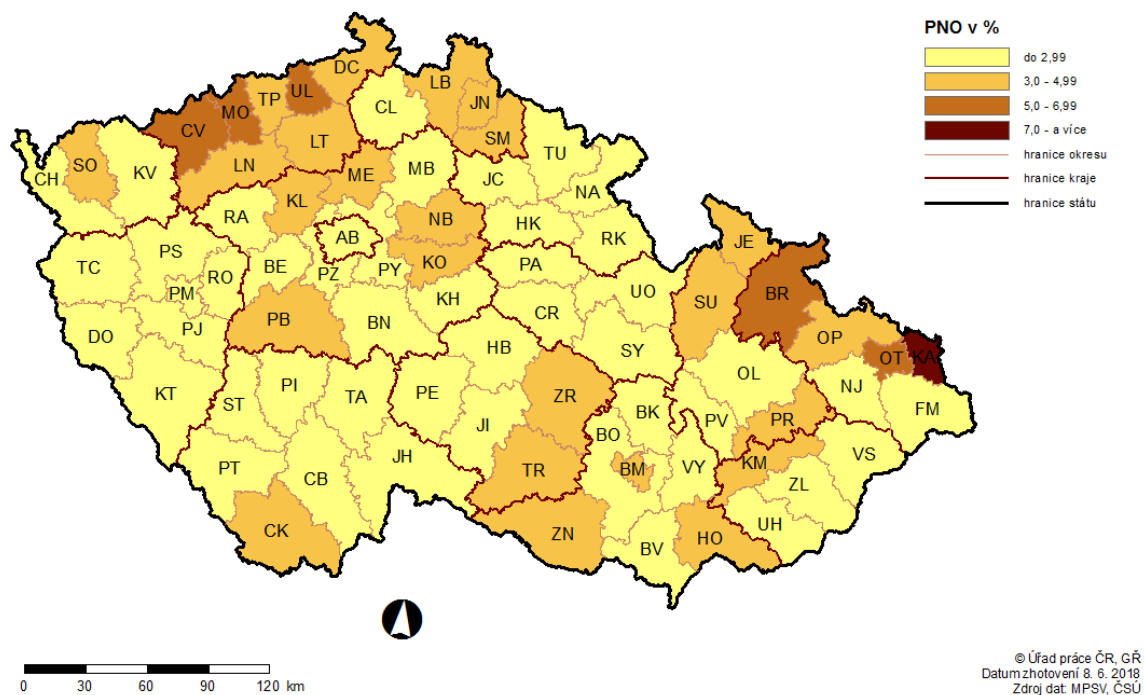 PNO v %
do 2,99
3,0 - 4,99
5,0 - 6,99
7,0 - a více
hranice okresu
hranice kraje
hranice státu
DC
UL
LB
TP
MO
JN
CL
CV
LT
SM
SO
LN
TU
CH
KV
ME
MB
JC
NA
KL
RA
NB
HK
AB
RK
JE
PS
KO
TC
RO
BE
PZ
PY
PA
PM
UO
SU
BR
KH
CR
DO
PJ
PB
BN
OP
SY
HB
OT
KA
OL
KT
PI
TA
PE
NJ
ST
ZR
FM
BK
PV
PR
JI
BO
VS
JH
TR
BM
VY
KM
PT
CB
ZL
CK
ZN
UH
HO
BV
0 30 60 90 120 km
© Úřad práce ČR, GŘ
Datum zhotovení 8. 6. 2018
Zdroj dat: MPSV, ČSÚ